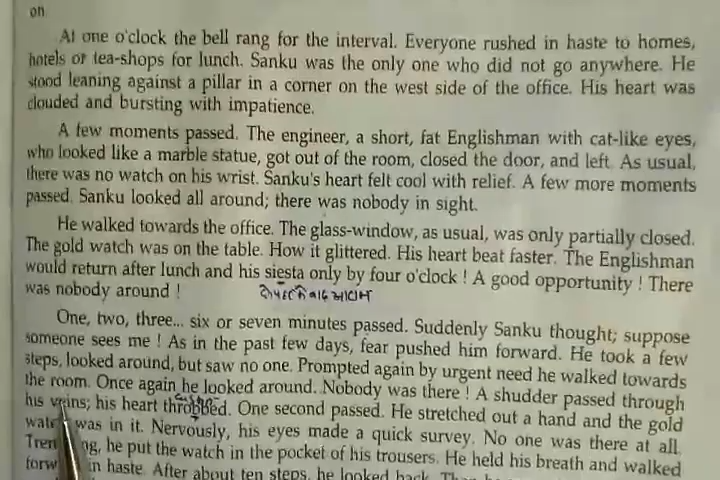 on
At one o'clock the bell rang for the interval. Everyone rushed in haste to homes,
hotels or tea-shops for lunch. Sanku was the only one who did not go anywhere. He
stood leaning against a pillar in a corner on the west side of the office. His heart was
clouded and bursting with impatience.
A few moments passed. The engineer, a short, fat Englishman with cat-like eyes,
who looked like a marble statue, got out of the room, closed the door, and left. As usual,
there was no watch on his wrist. Sanku's heart felt cool with relief. A few more moments
passed. Sanku looked all around; there was nobody in sight.
He walked towards the office. The glass-window, as usual, was only partially closed.
The gold watch was on the table. How it glittered. His heart beat faster. The Englishman
would return after lunch and his siesta only by four o'clock ! A good opportunity ! There
was nobody around !
One, two, three... six or seven minutes passed. Suddenly Sanku thought; suppose
someone sees me ! As in the past few days, fear pushed him forward. He took a few
steps, looked around, but saw no one. Prompted again by urgent need he walked towards
the room. Once again he looked around. Nobody was there ! A shudder passed through
his veins; his heart throbbed. One second passed. He stretched out a hand and the gold
was in it. Nervously, his eyes made a quick survey. No one was there at all.
he put the watch in the pocket of his trousers. He held his breath and walked
in haste. After about ten steps, he looked back.